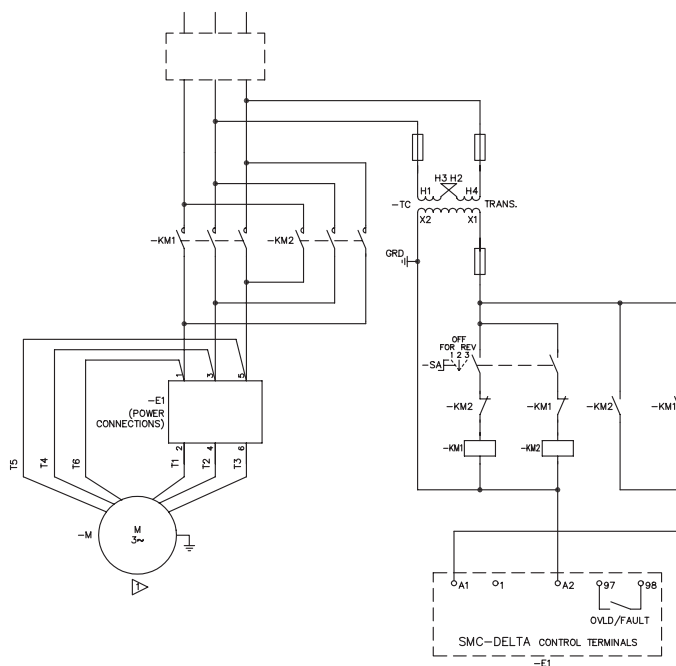 H3 H2
H1 H4
-TC TRANS.
X2 X1
-KM1 -KM2
GRD
OFF
FOR REV
1 2 3
-SA
-KM2 -KM1 -KM2 -KM1
-KM1 -KM2
1 3 5
-E1
(POWER
CONNECTIONS)
2 4 6
T5 T4 T6 T1 T2 T3
-M
M
3~
1
A1 1 A2 97 98
OVLD/FAULT
SMC-DELTA CONTROL TERMINALS
-E1